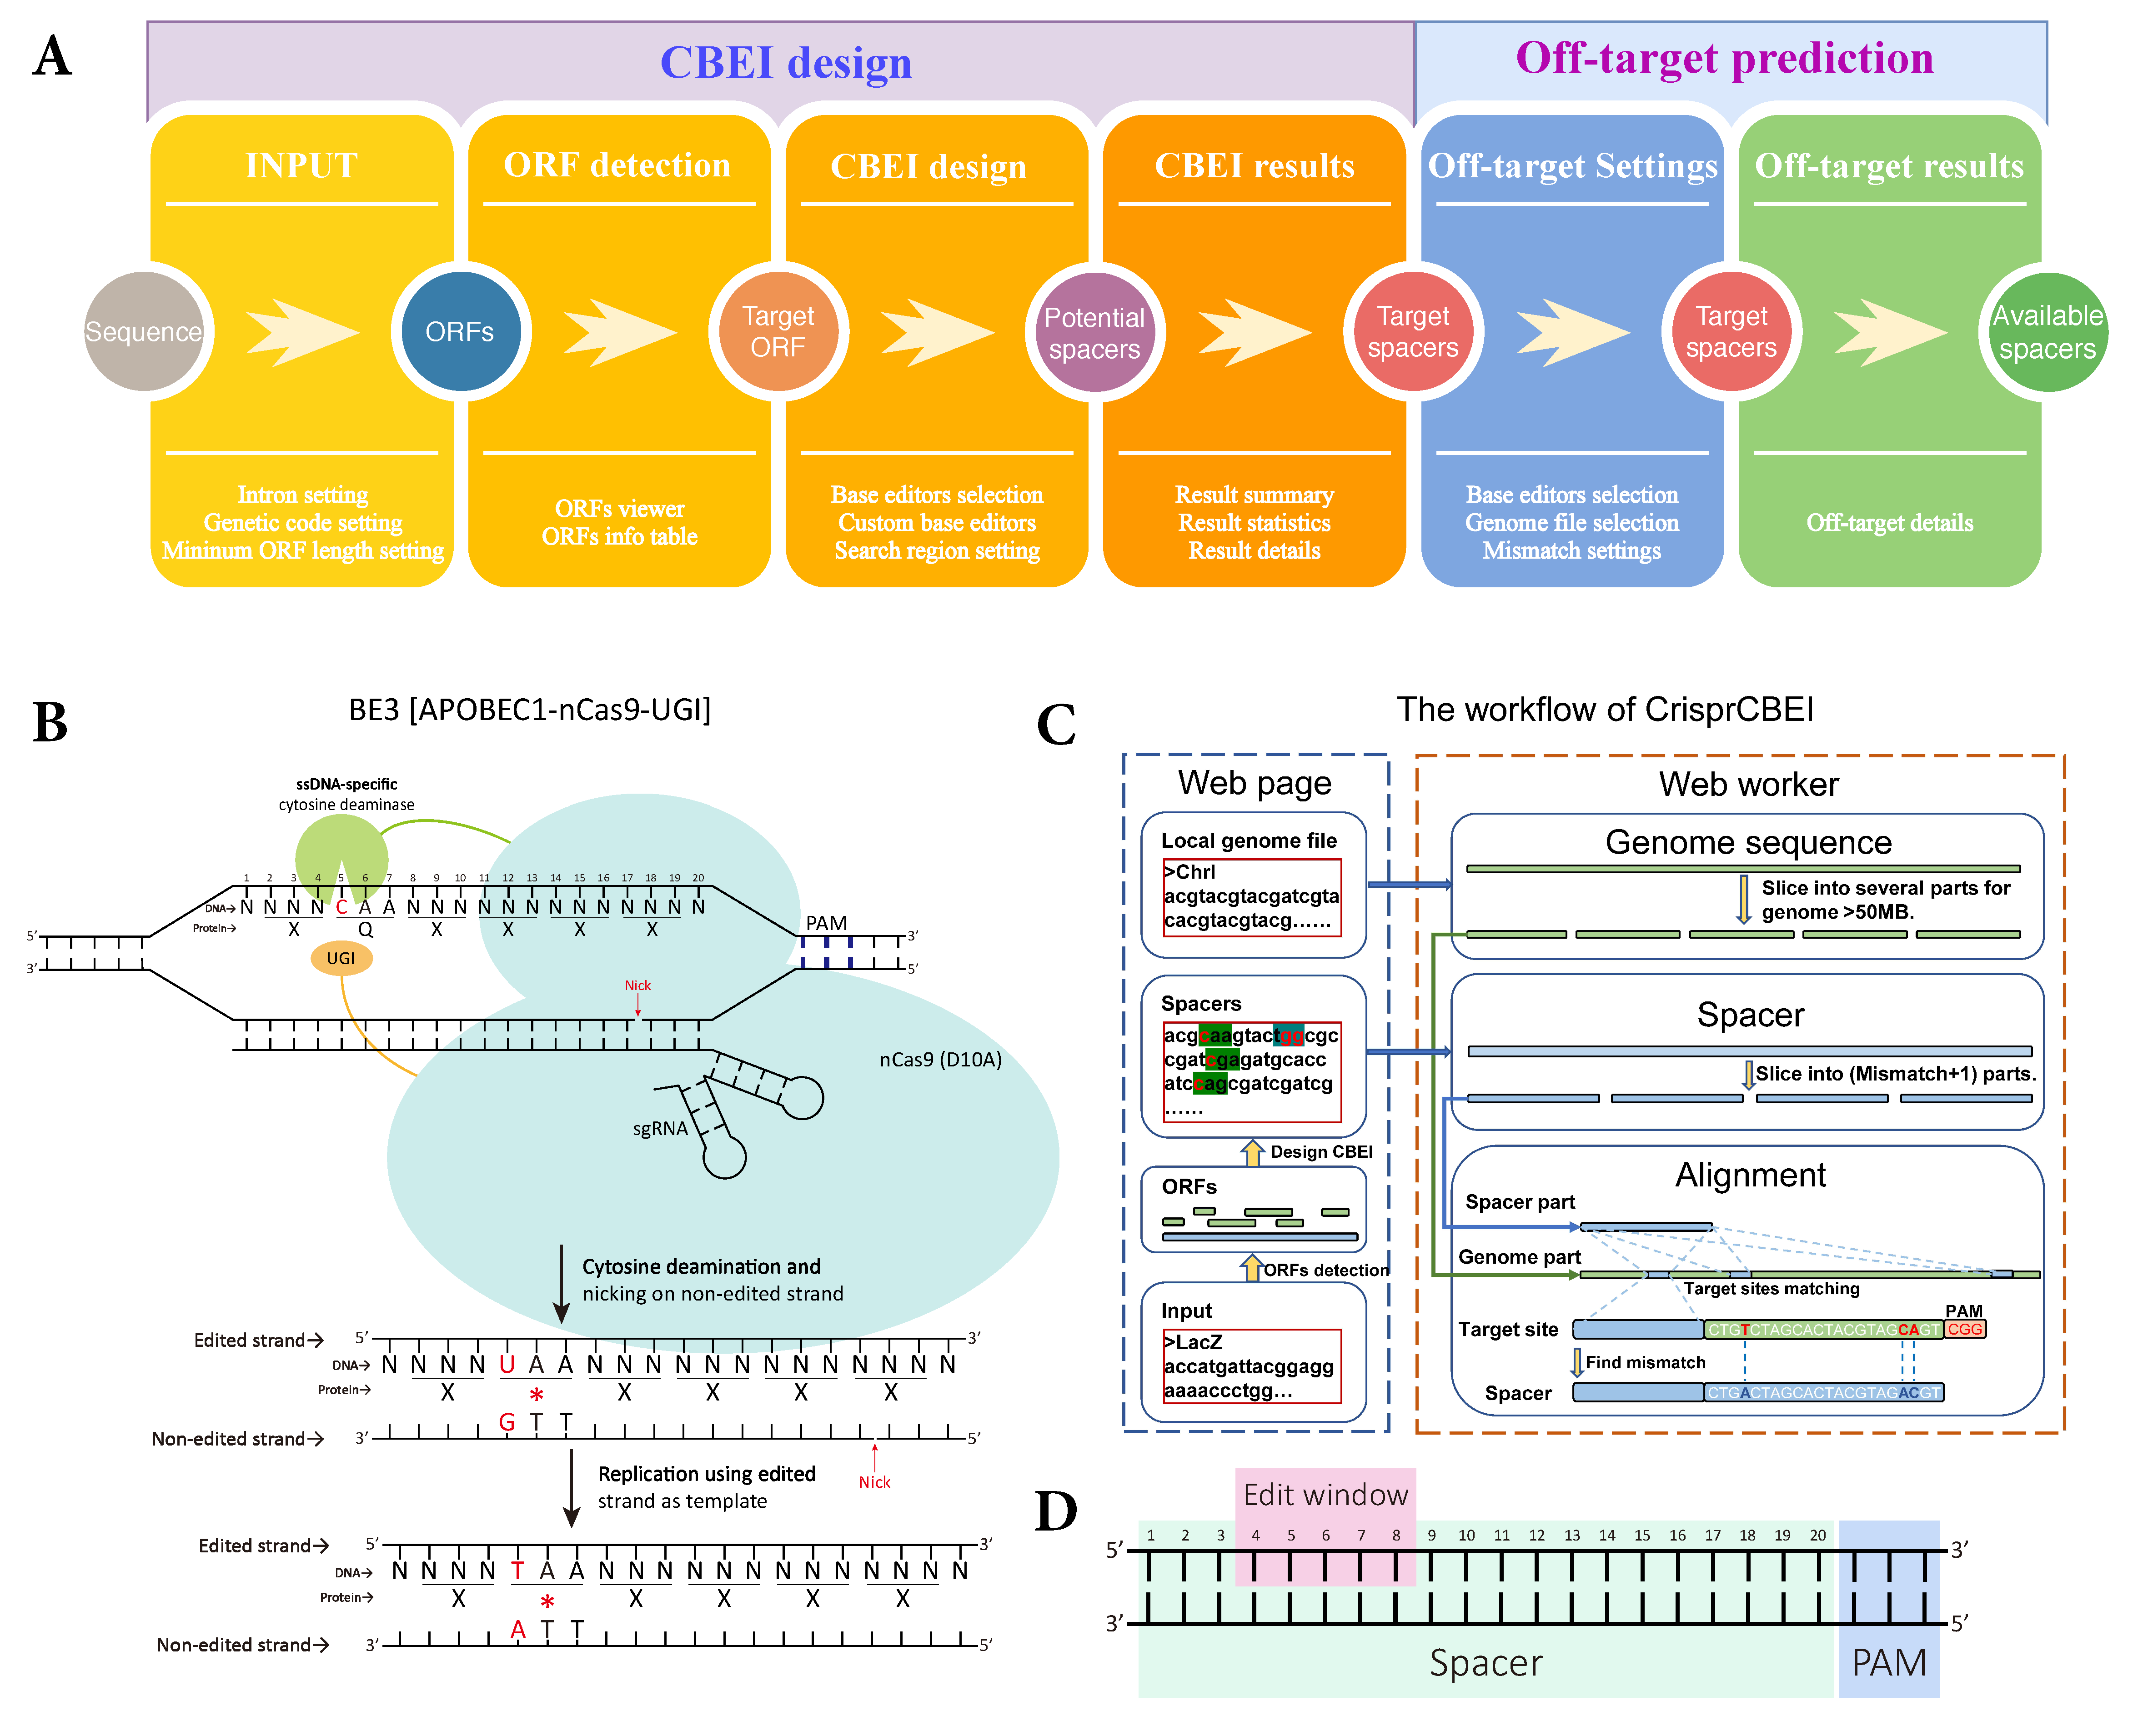 A
CBEI design
Off-target prediction
INPUT
ORF detection
CBEI design
CBEI results
Off-target Settings
Off-target results
Sequence
ORFs
Target
ORF
Potential
spacers
Target
spacers
Target
spacers
Available
spacers
Intron setting
Genetic code setting
Mininum ORF length setting
ORFs viewer
ORFs info table
Base editors selection
Custom base editors
Search region setting
Result summary
Result statistics
Result details
Base editors selection
Genome file selection
Mismatch settings
Off-target details
B
BE3 [APOBEC1-nCas9-UGI]
ssDNA-specific
cytosine deaminase
1 2 3 4 5 6 7 8 9 10 11 12 13 14 15 16 17 18 19 20
DNA→ N N N N C A A N N N N N N N N N N N N N
Protein→ X Q X X X X
PAM
5′ 3′
3′ 5′
UGI
Nick
nCas9 (D10A)
sgRNA
Cytosine deamination and
nicking on non-edited strand
Edited strand→ 5′ 3′
DNA→ N N N N U A A N N N N N N N N N N N N N
Protein→ X * X X X X
G T T
Non-edited strand→ 3′ 5′
Nick
Replication using edited
strand as template
Edited strand→ 5′ 3′
DNA→ N N N N T A A N N N N N N N N N N N N N
Protein→ X * X X X X
A T T
Non-edited strand→ 3′ 5′
C
The workflow of CrisprCBEI
Web page
Local genome file
>ChrI
acgtacgtacgatcgta
cacgtacgtacg......
Spacers
acgcaagtactggcgc
cgatcgagatgcacc
atccagcgatcgatcg
......
Design CBEI
ORFs
ORFs detection
Input
>LacZ
accatgattacggagg
aaaaccctgg...
Web worker
Genome sequence
Slice into several parts for
genome >50MB.
Spacer
Slice into (Mismatch+1) parts.
Alignment
Spacer part
Genome part
Target sites matching
PAM
Target site CTGTCTAGCACTACGTAGCAGT CGG
Find mismatch
Spacer CTGACTAGCACTACGTAGACGT
D
Edit window
1 2 3 4 5 6 7 8 9 10 11 12 13 14 15 16 17 18 19 20
5′ 3′
3′ 5′
Spacer
PAM